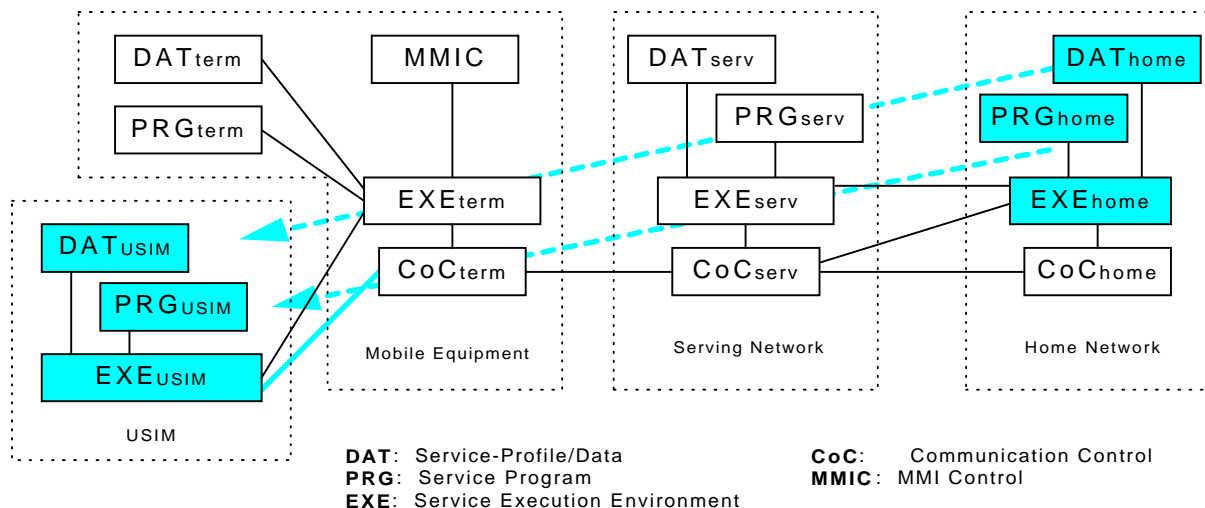 DATterm
MMIC
DATserv
DAThome
PRGterm
PRGserv
PRGhome
EXEterm
EXEserv
EXEhome
DATUSIM
CoCterm
CoCserv
CoChome
PRGUSIM
EXEUSIM
Mobile Equipment
Serving Network
Home Network
USIM
DAT: Service-Profile/Data
PRG: Service Program
EXE: Service Execution Environment
CoC: Communication Control
MMIC: MMI Control